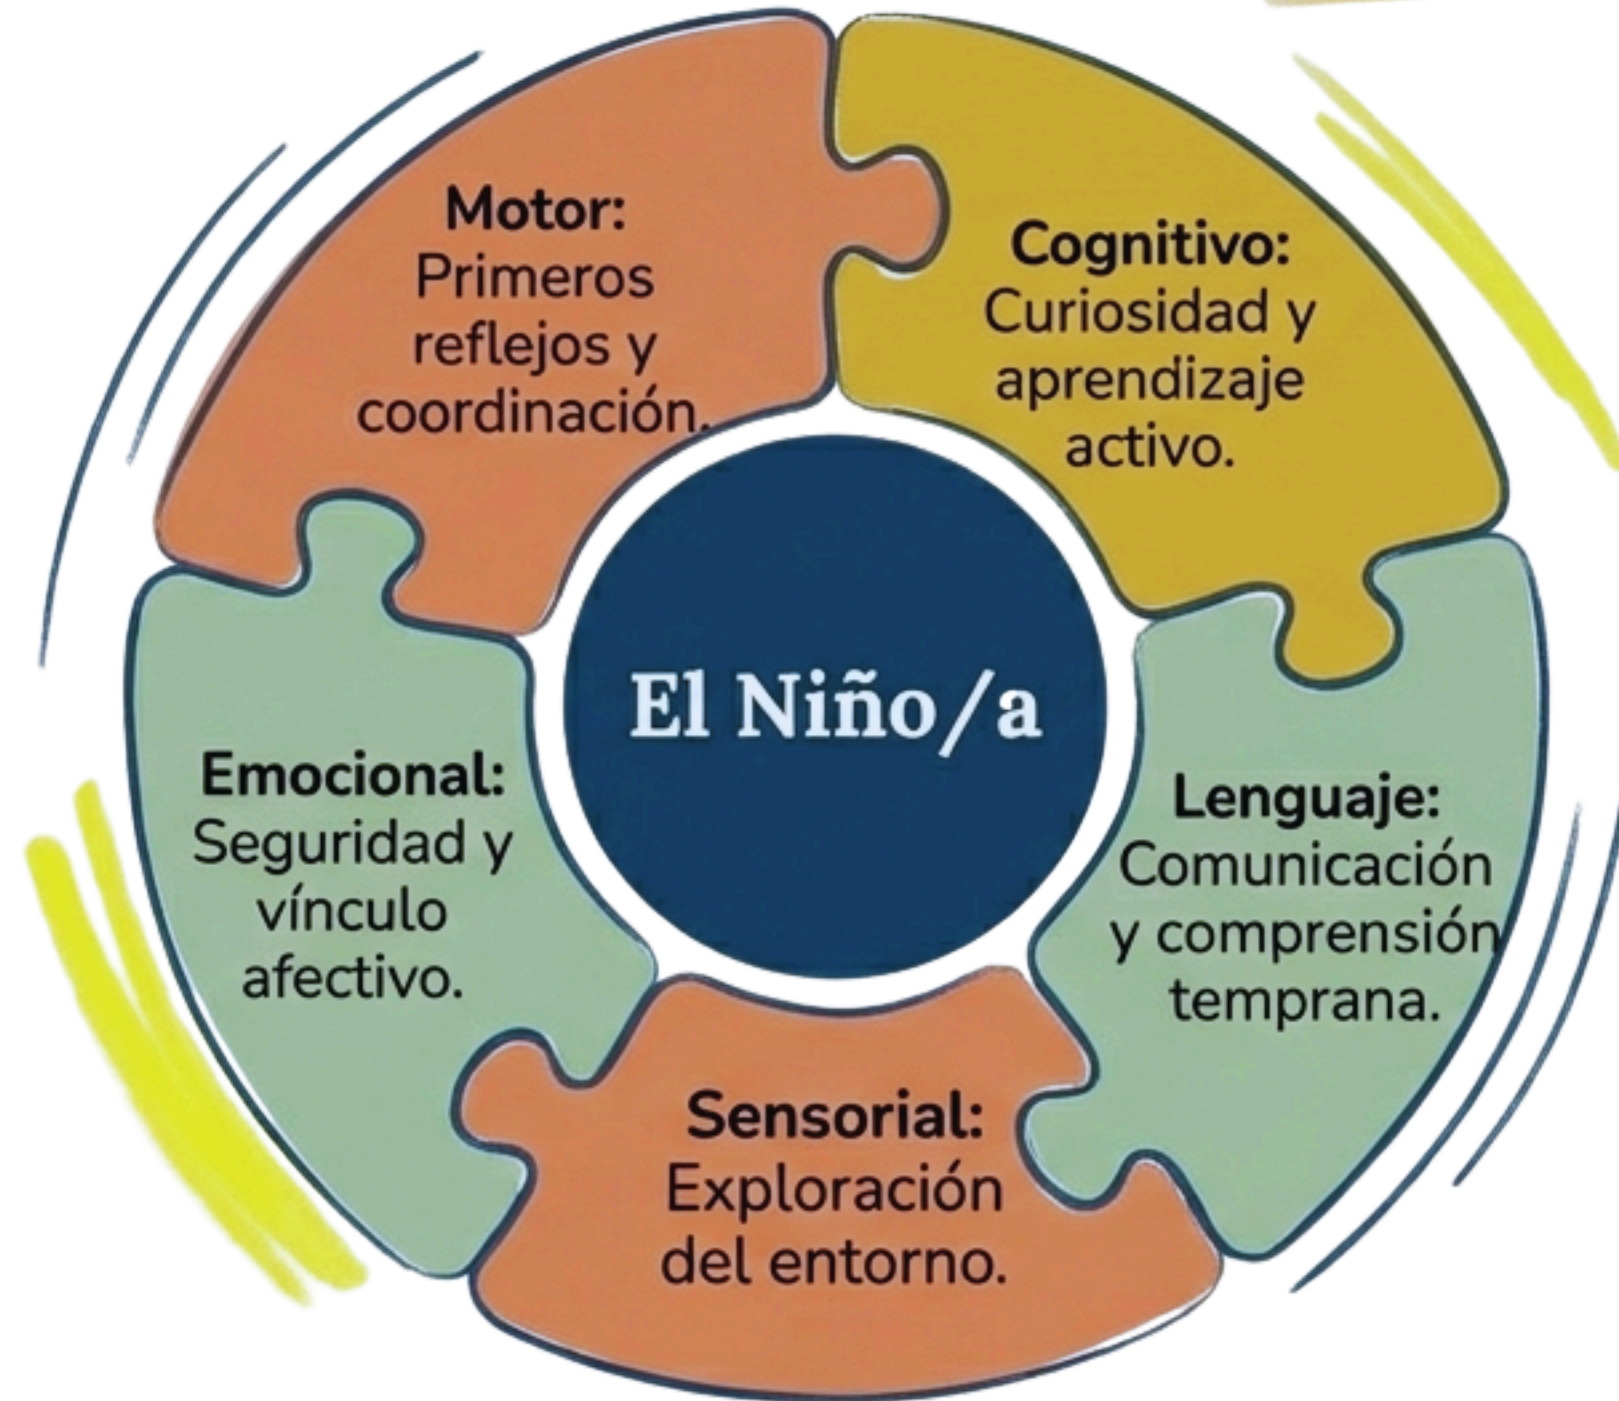 Motor:
Primeros
reflejos y
coordinación.
Cognitivo:
Curiosidad y
aprendizaje
activo.
El Niño/a
Emocional:
Seguridad y
vínculo
afectivo.
Lenguaje:
Comunicación
y comprensión
temprana.
Sensorial:
Exploración
del entorno.